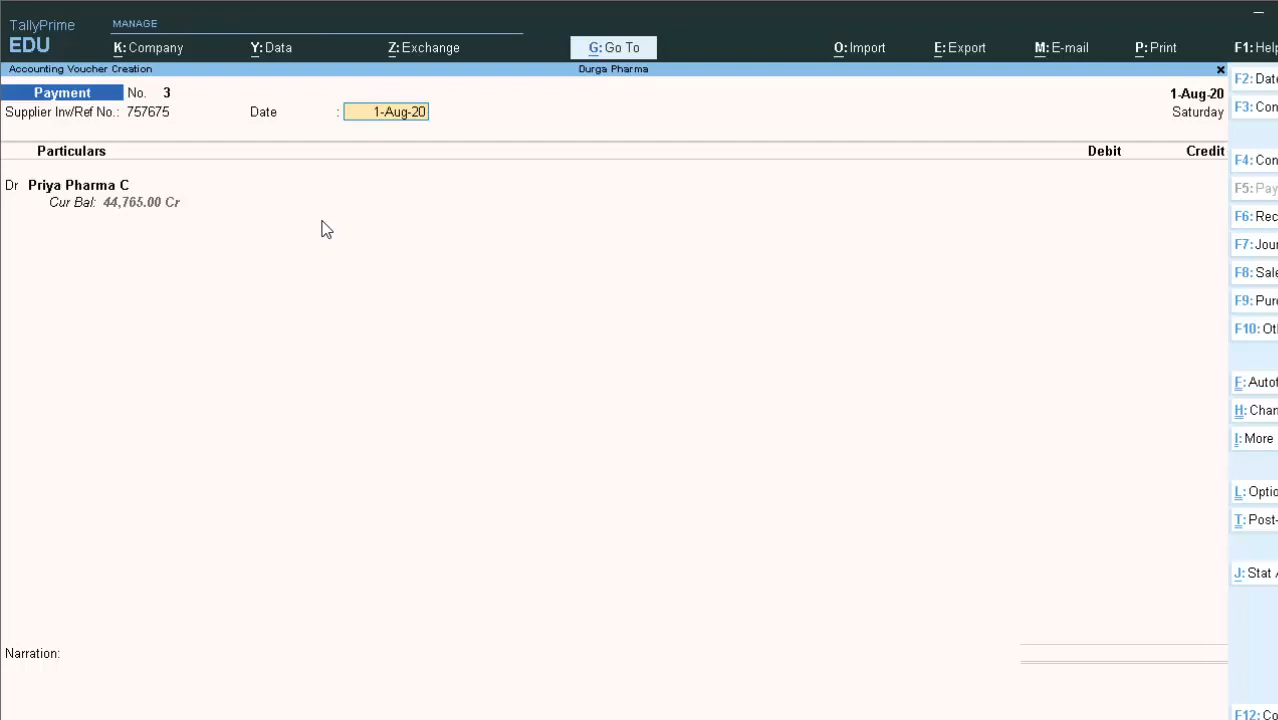 TallyPrime
EDU
MANAGE
K: Company
Y: Data
Z: Exchange
G: Go To
O: Import
E: Export
M: E-mail
P: Print
F1: Help
Accounting Voucher Creation
Durga Pharma
Payment No. 3
1-Aug-20
Supplier Inv/Ref No.: 757675 Date : 1-Aug-20
Saturday
Particulars Debit Credit
Dr Priya Pharma C
Cur Bal: 44,765.00 Cr
Narration:
F2: Date
F3: Con
F4: Con
F5: Pay
F6: Rec
F7: Jou
F8: Sale
F9: Pur
F10: Ot
F: Autof
H: Chan
I: More
L: Optio
T: Post-
J: Stat
F12: Co